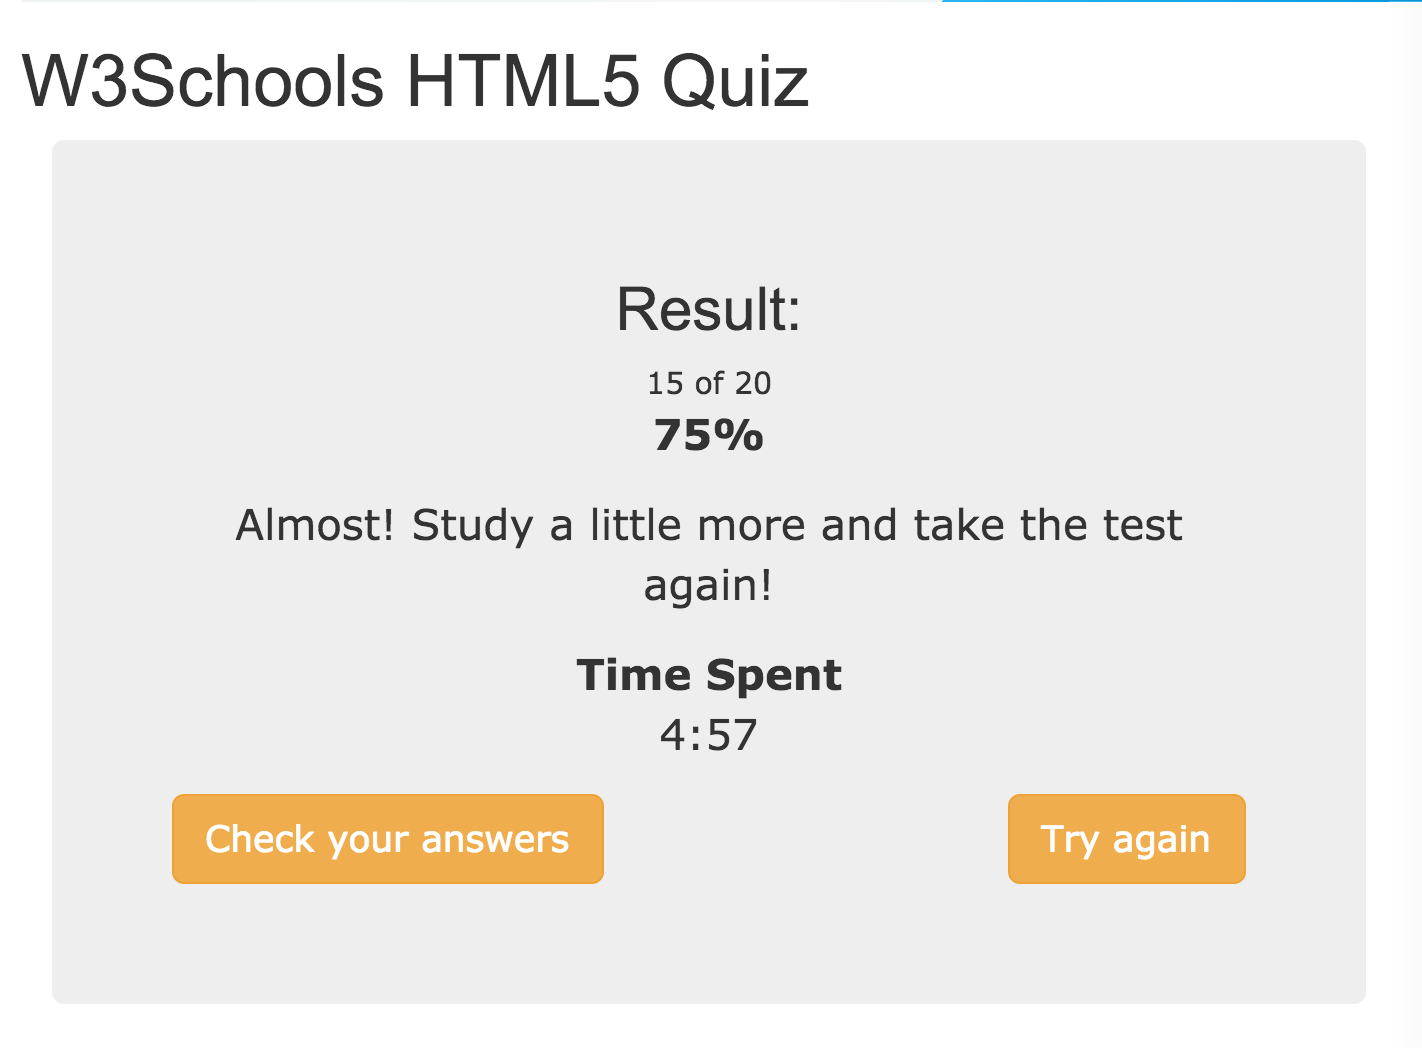 W3Schools HTML5 Quiz
Result:
15 of 20
75%
Almost! Study a little more and take the test
again!
Time Spent
4:57
Check your answers
Try again